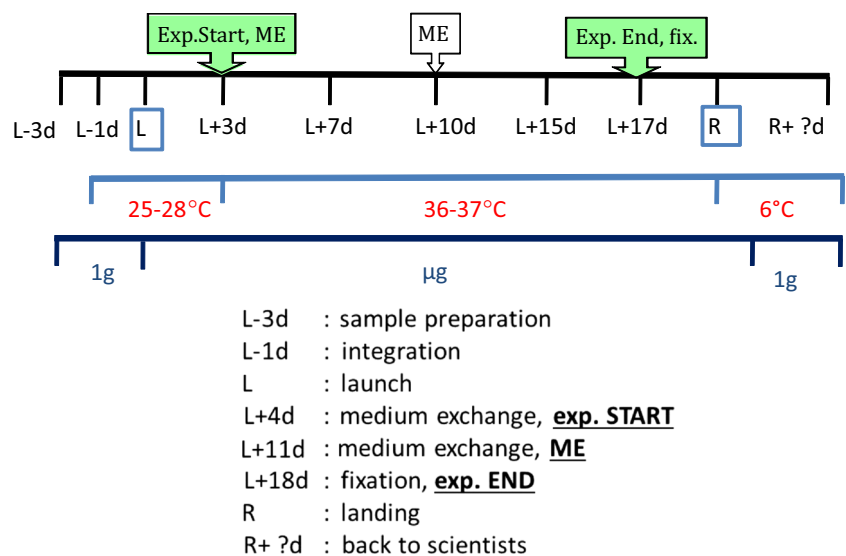 Exp.Start, ME ME Exp. End, fix.
L-3d L-1d L L+3d L+7d L+10d L+15d L+17d R R+ ?d
25-28°C 36-37°C 6°C
1g μg 1g
L-3d : sample preparation
L-1d : integration
L : launch
L+4d : medium exchange, exp. START
L+11d : medium exchange, ME
L+18d : fixation, exp. END
R : landing
R+ ?d : back to scientists